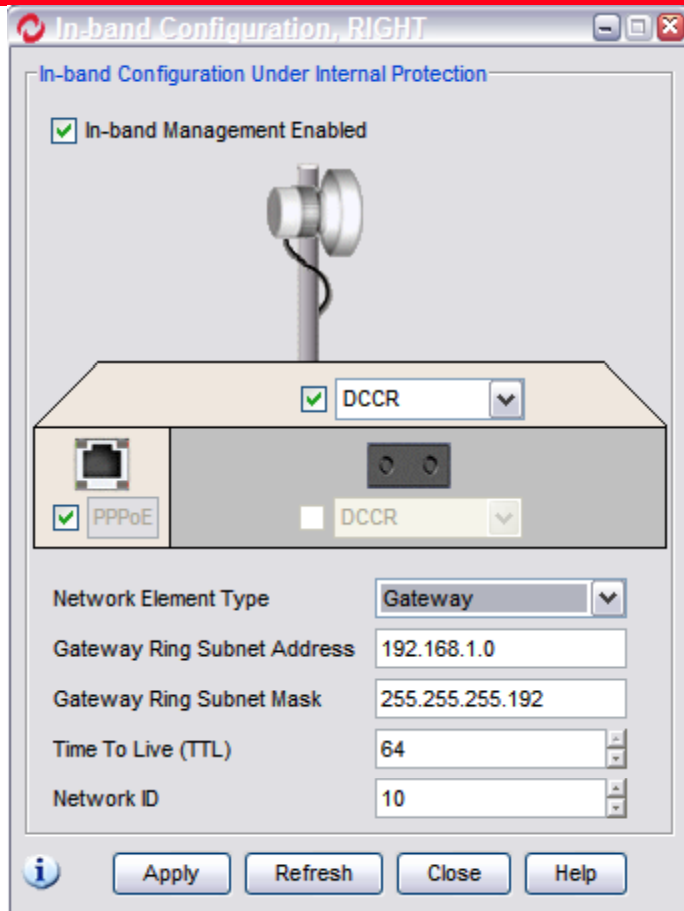 In-band Configuration, RIGHT
In-band Configuration Under Internal Protection
In-band Management Enabled
DCCR
PPPoE
DCCR
Network Element Type Gateway
Gateway Ring Subnet Address 192.168.1.0
Gateway Ring Subnet Mask 255.255.255.192
Time To Live (TTL) 64
Network ID 10
Apply Refresh Close Help